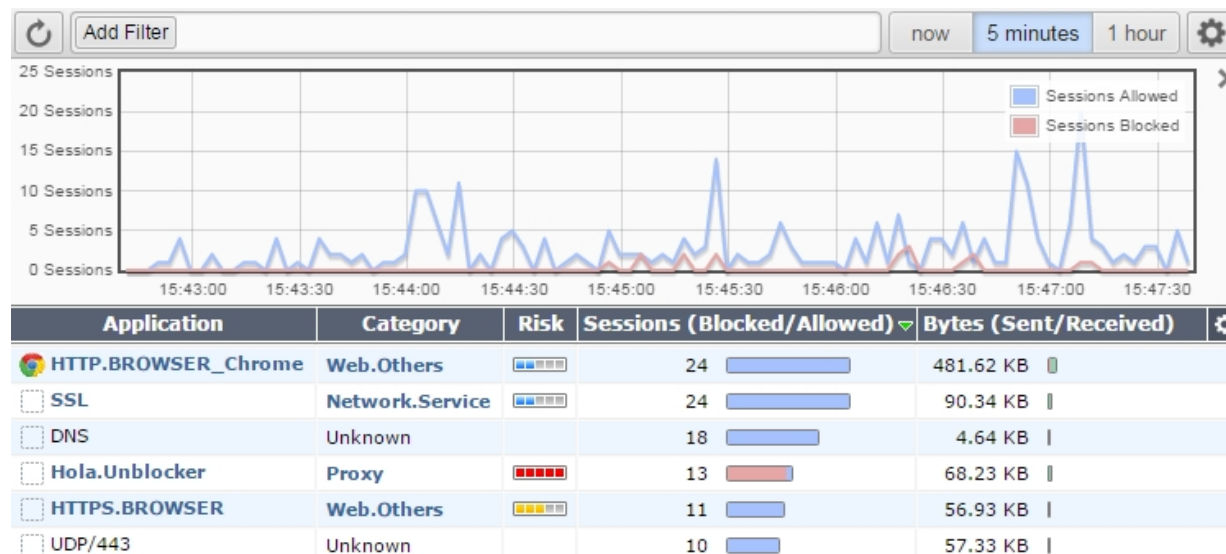 Add Filter now 5 minutes 1 hour
25 Sessions
20 Sessions
15 Sessions
10 Sessions
5 Sessions
0 Sessions
Sessions Allowed
Sessions Blocked
15:43:00 15:43:30 15:44:00 15:44:30 15:45:00 15:45:30 15:46:00 15:46:30 15:47:00 15:47:30
Application Category Risk Sessions (Blocked/Allowed) Bytes (Sent/Received)
HTTP.BROWSER_Chrome Web.Others 24 481.62 KB
SSL Network.Service 24 90.34 KB
DNS Unknown 18 4.64 KB
Hola.Unblocker Proxy 13 68.23 KB
HTTPS.BROWSER Web.Others 11 56.93 KB
UDP/443 Unknown 10 57.33 KB